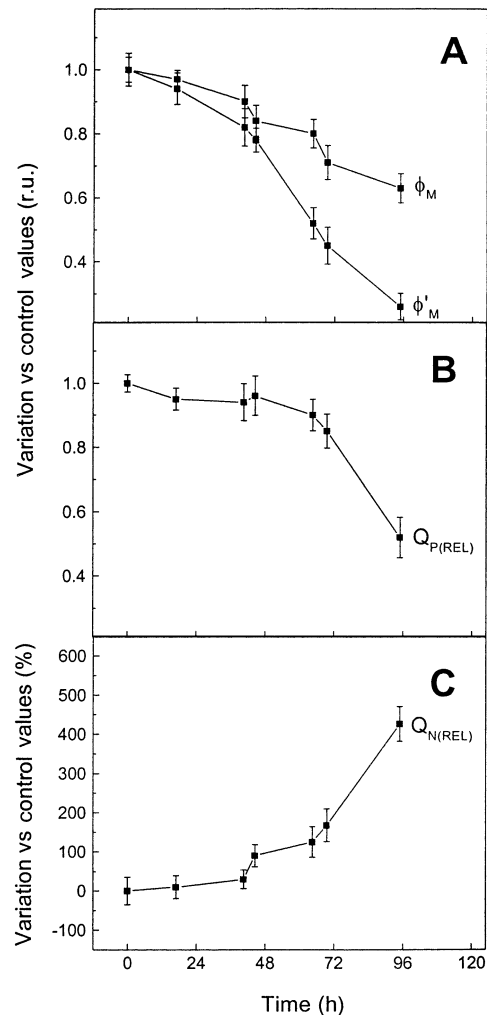 A
1.0
0.8
0.6
0.4
ϕM
ϕ'M
Variation vs control values (r.u.)
B
1.0
0.8
0.6
0.4
QP(REL)
C
600
500
400
300
200
100
0
-100
QN(REL)
Variation vs control values (%)
0 24 48 72 96 120
Time (h)